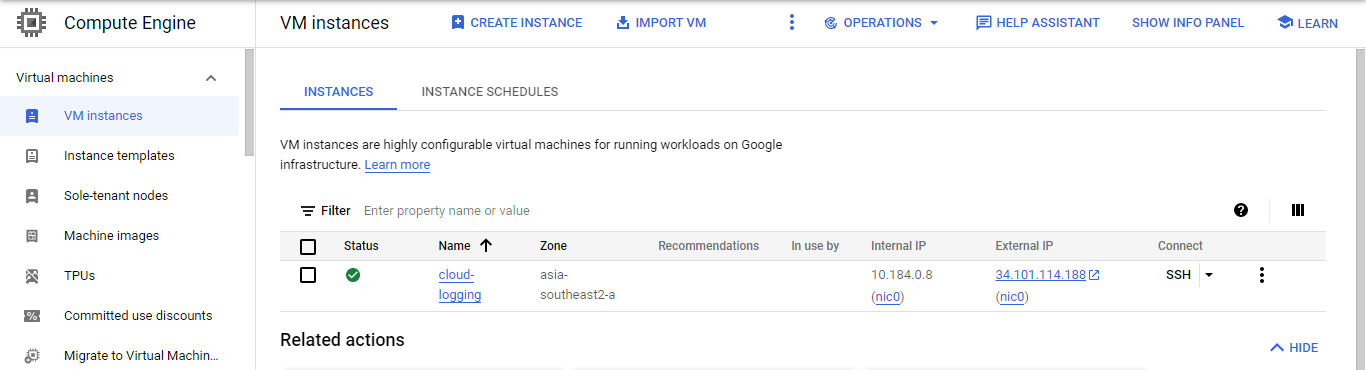 Compute Engine
VM instances
CREATE INSTANCE
IMPORT VM
OPERATIONS
HELP ASSISTANT
SHOW INFO PANEL
LEARN
Virtual machines
VM instances
Instance templates
Sole-tenant nodes
Machine images
TPUs
Committed use discounts
Migrate to Virtual Machin...
INSTANCES
INSTANCE SCHEDULES
VM instances are highly configurable virtual machines for running workloads on Google
infrastructure. Learn more
Filter Enter property name or value
Status Name Zone Recommendations In use by Internal IP External IP Connect
cloud-
logging
asia-
southeast2-a
10.184.0.8
(nic0)
34.101.114.188
(nic0)
SSH
Related actions
HIDE